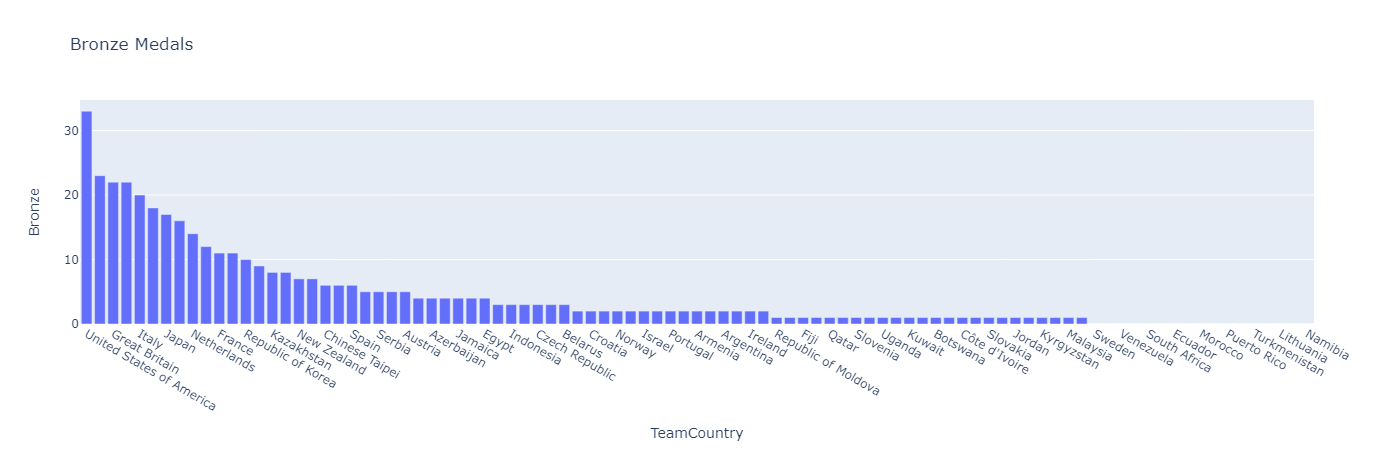 Bronze Medals
30
20
10
0
Bronze
United States of America
Great Britain
Italy
Japan
Netherlands
France
Republic of Korea
Kazakhstan
New Zealand
Chinese Taipei
Spain
Serbia
Austria
Azerbaijan
Jamaica
Egypt
Indonesia
Czech Republic
Belarus
Croatia
Norway
Israel
Portugal
Armenia
Argentina
Ireland
Republic of Moldova
Fiji
Qatar
Slovenia
Uganda
Kuwait
Botswana
Côte d'Ivoire
Slovakia
Jordan
Kyrgyzstan
Malaysia
Sweden
Venezuela
South Africa
Ecuador
Morocco
Puerto Rico
Turkmenistan
Lithuania
Namibia
TeamCountry